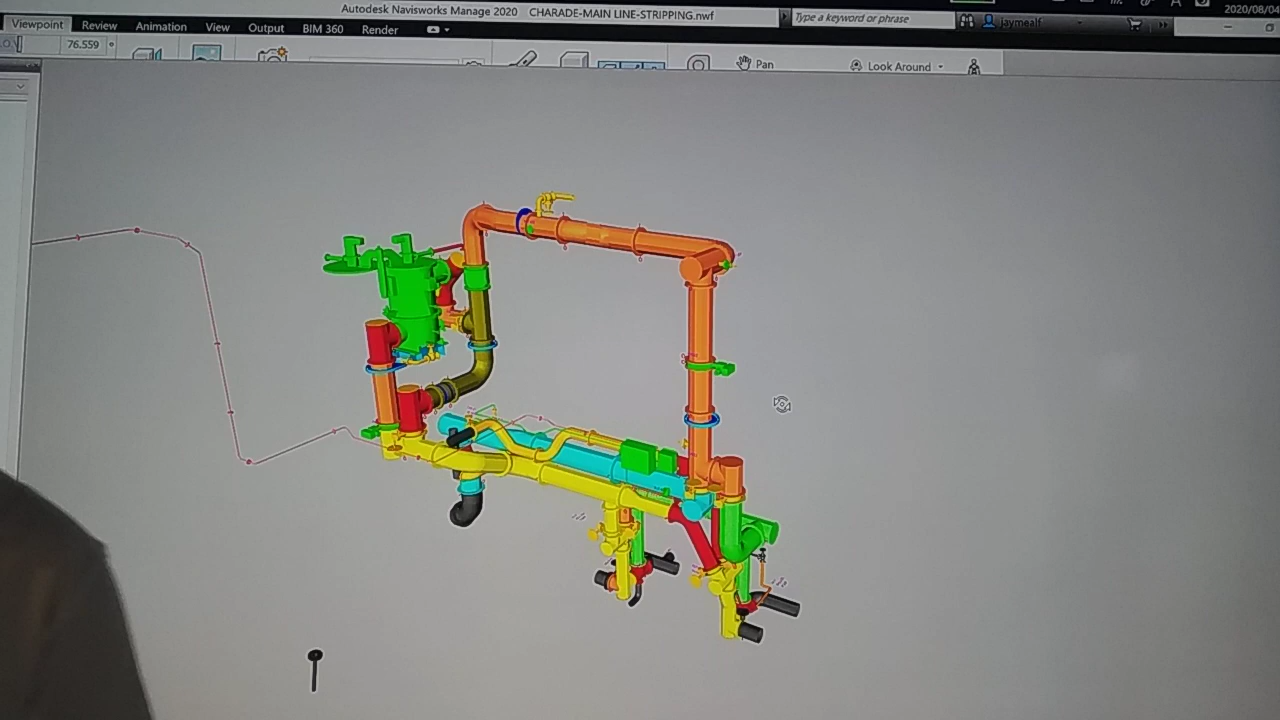 Autodesk Navisworks Manage 2020 CHARADE-MAIN LINE-STRIPPING.nwf
Type a keyword or phrase
jaymealf
2020/08/04
Viewpoint Review Animation View Output BIM 360 Render
76.559 °
Pan
Look Around